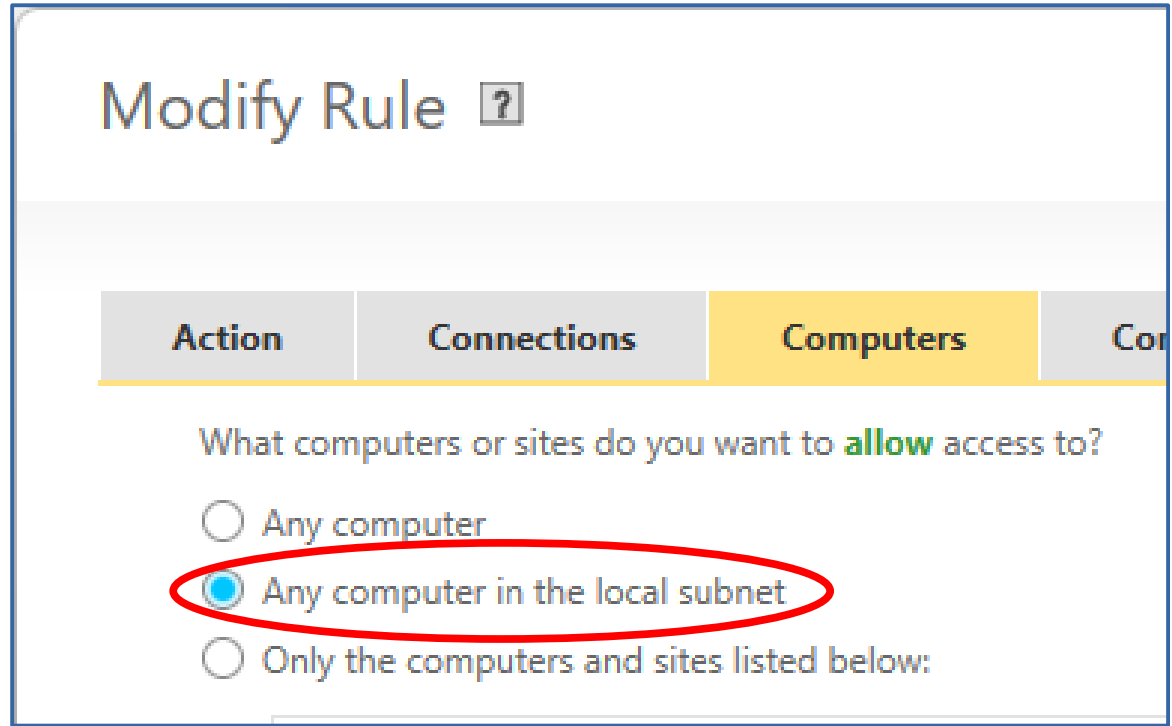 Modify Rule ?
Action Connections Computers Con
What computers or sites do you want to allow access to?
Any computer
Any computer in the local subnet
Only the computers and sites listed below: